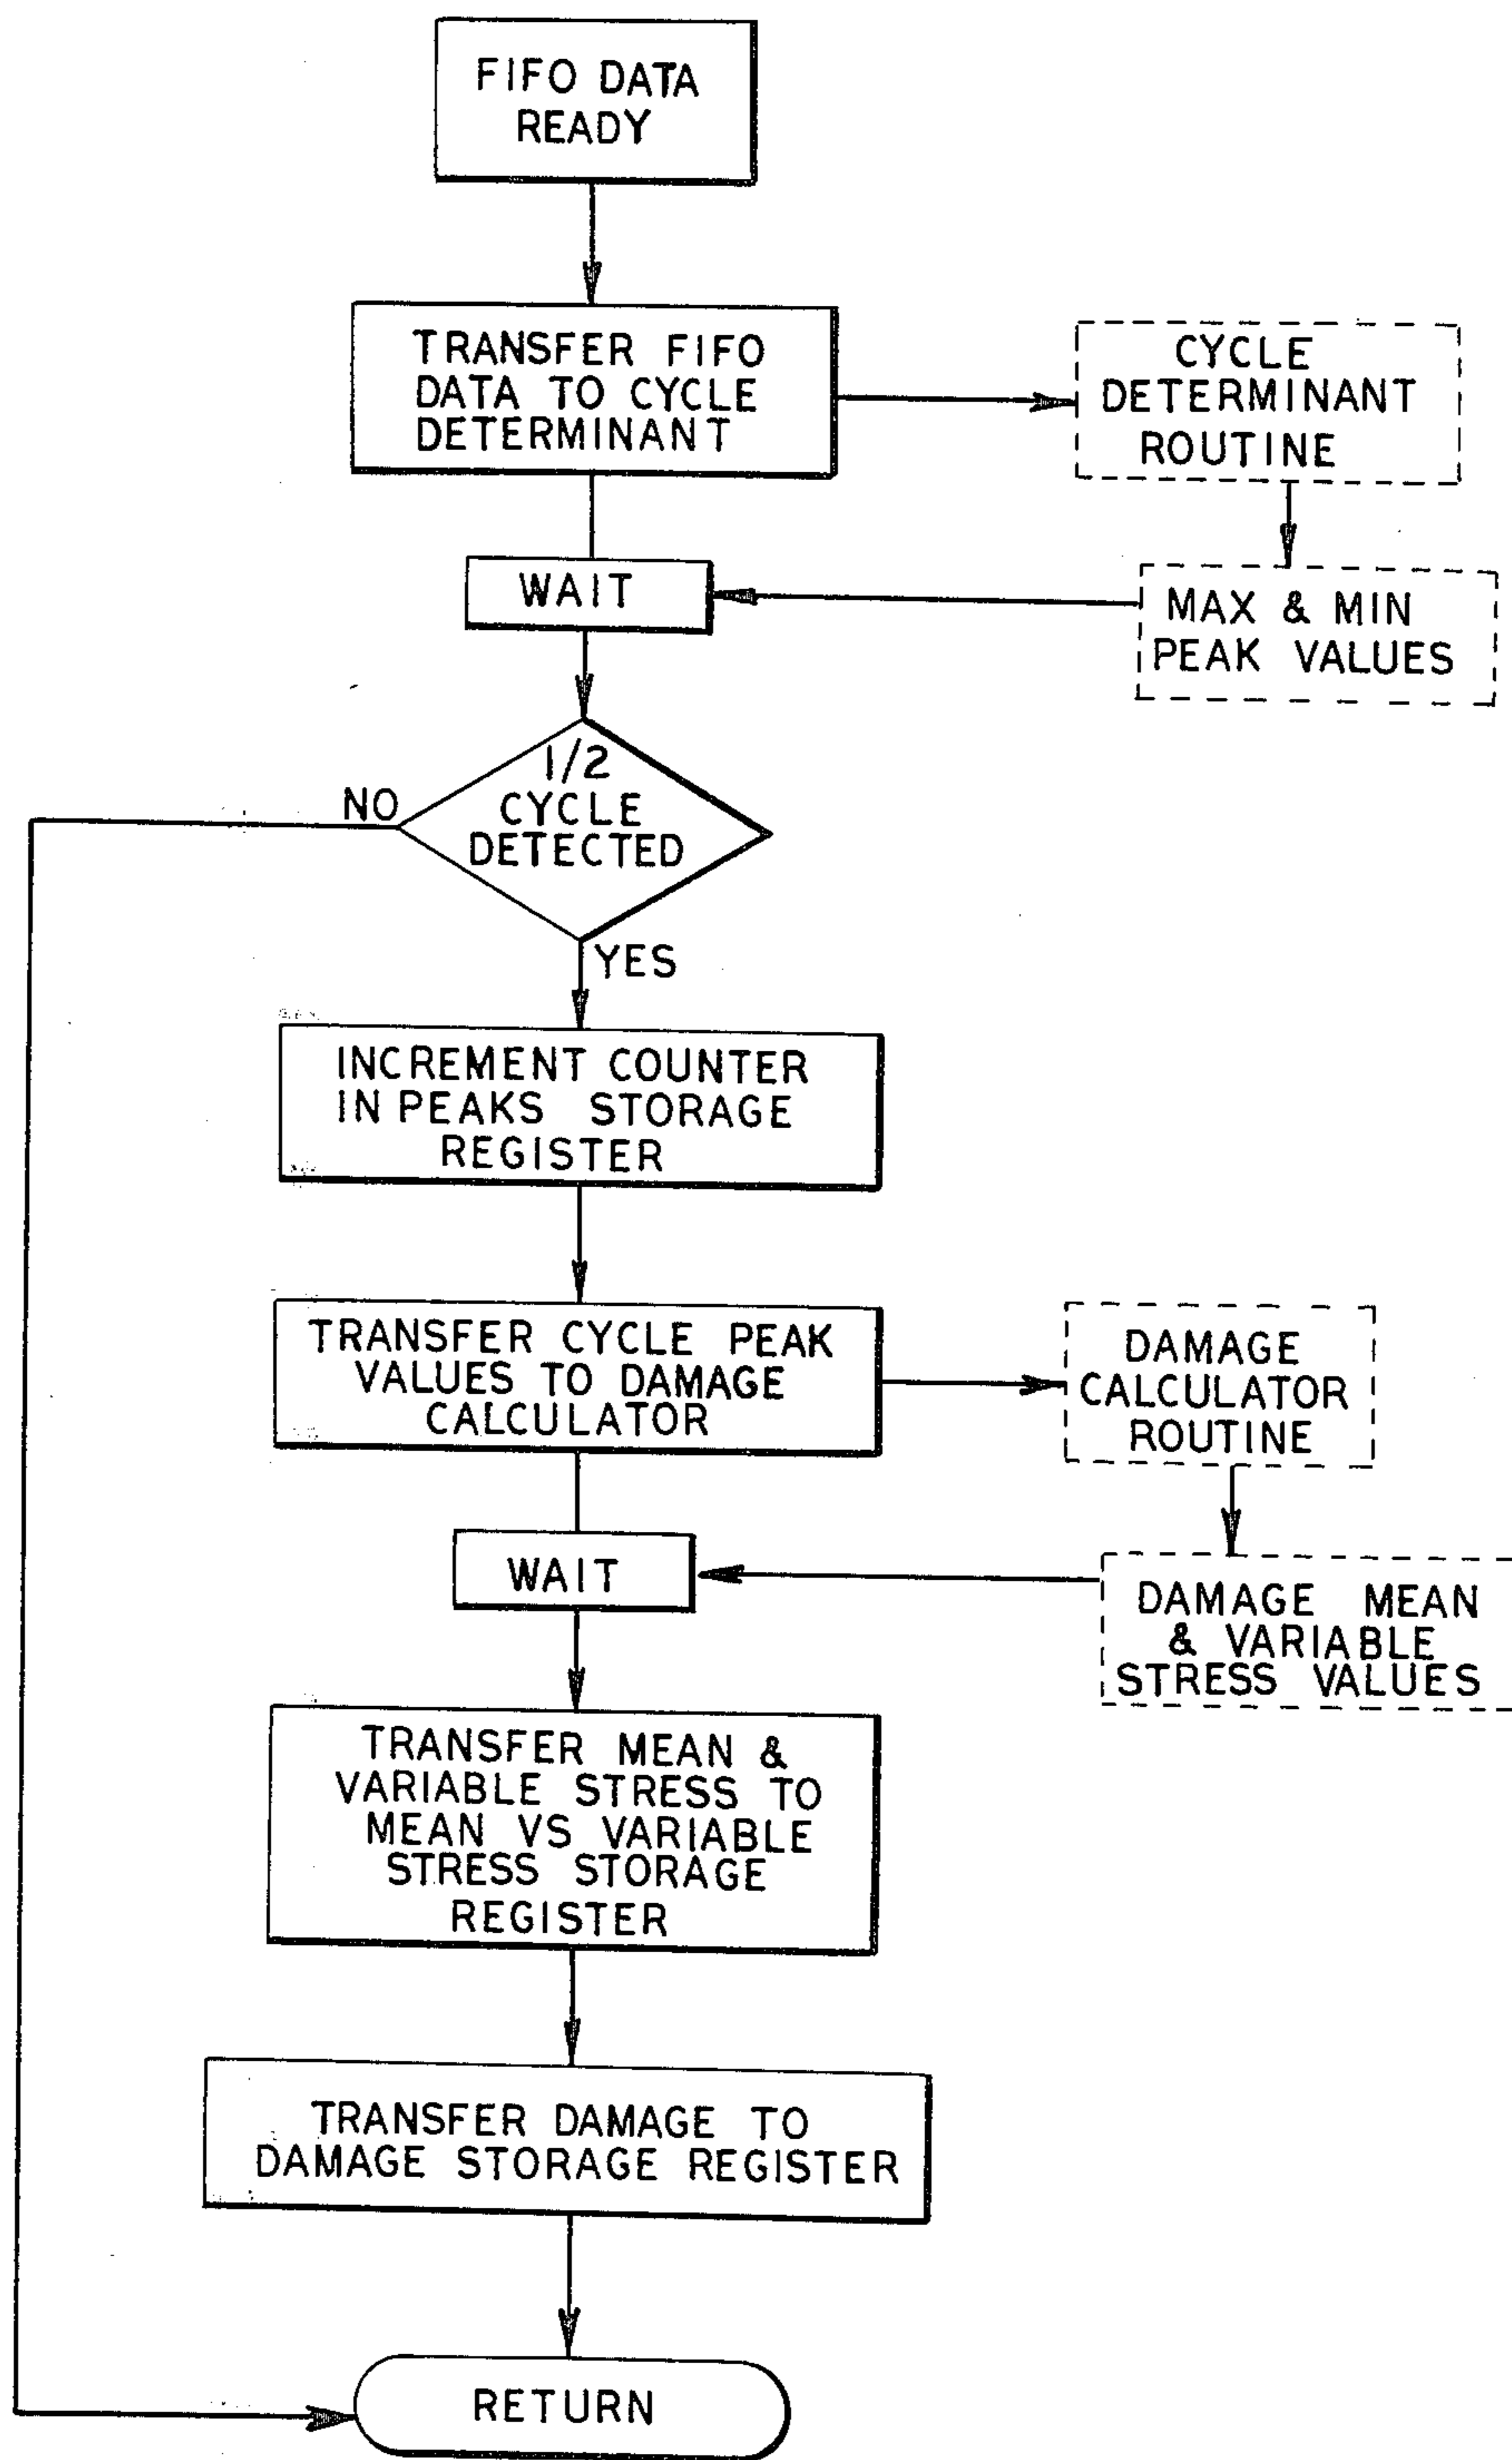 FIFO DATA
READY
TRANSFER FIFO
DATA TO CYCLE
DETERMINANT
CYCLE
DETERMINANT
ROUTINE
WAIT
MAX & MIN
PEAK VALUES
1/2
CYCLE
DETECTED
NO
YES
INCREMENT COUNTER
IN PEAKS STORAGE
REGISTER
TRANSFER CYCLE PEAK
VALUES TO DAMAGE
CALCULATOR
DAMAGE
CALCULATOR
ROUTINE
WAIT
DAMAGE MEAN
& VARIABLE
STRESS VALUES
TRANSFER MEAN &
VARIABLE STRESS TO
MEAN VS VARIABLE
STRESS STORAGE
REGISTER
TRANSFER DAMAGE TO
DAMAGE STORAGE REGISTER
RETURN